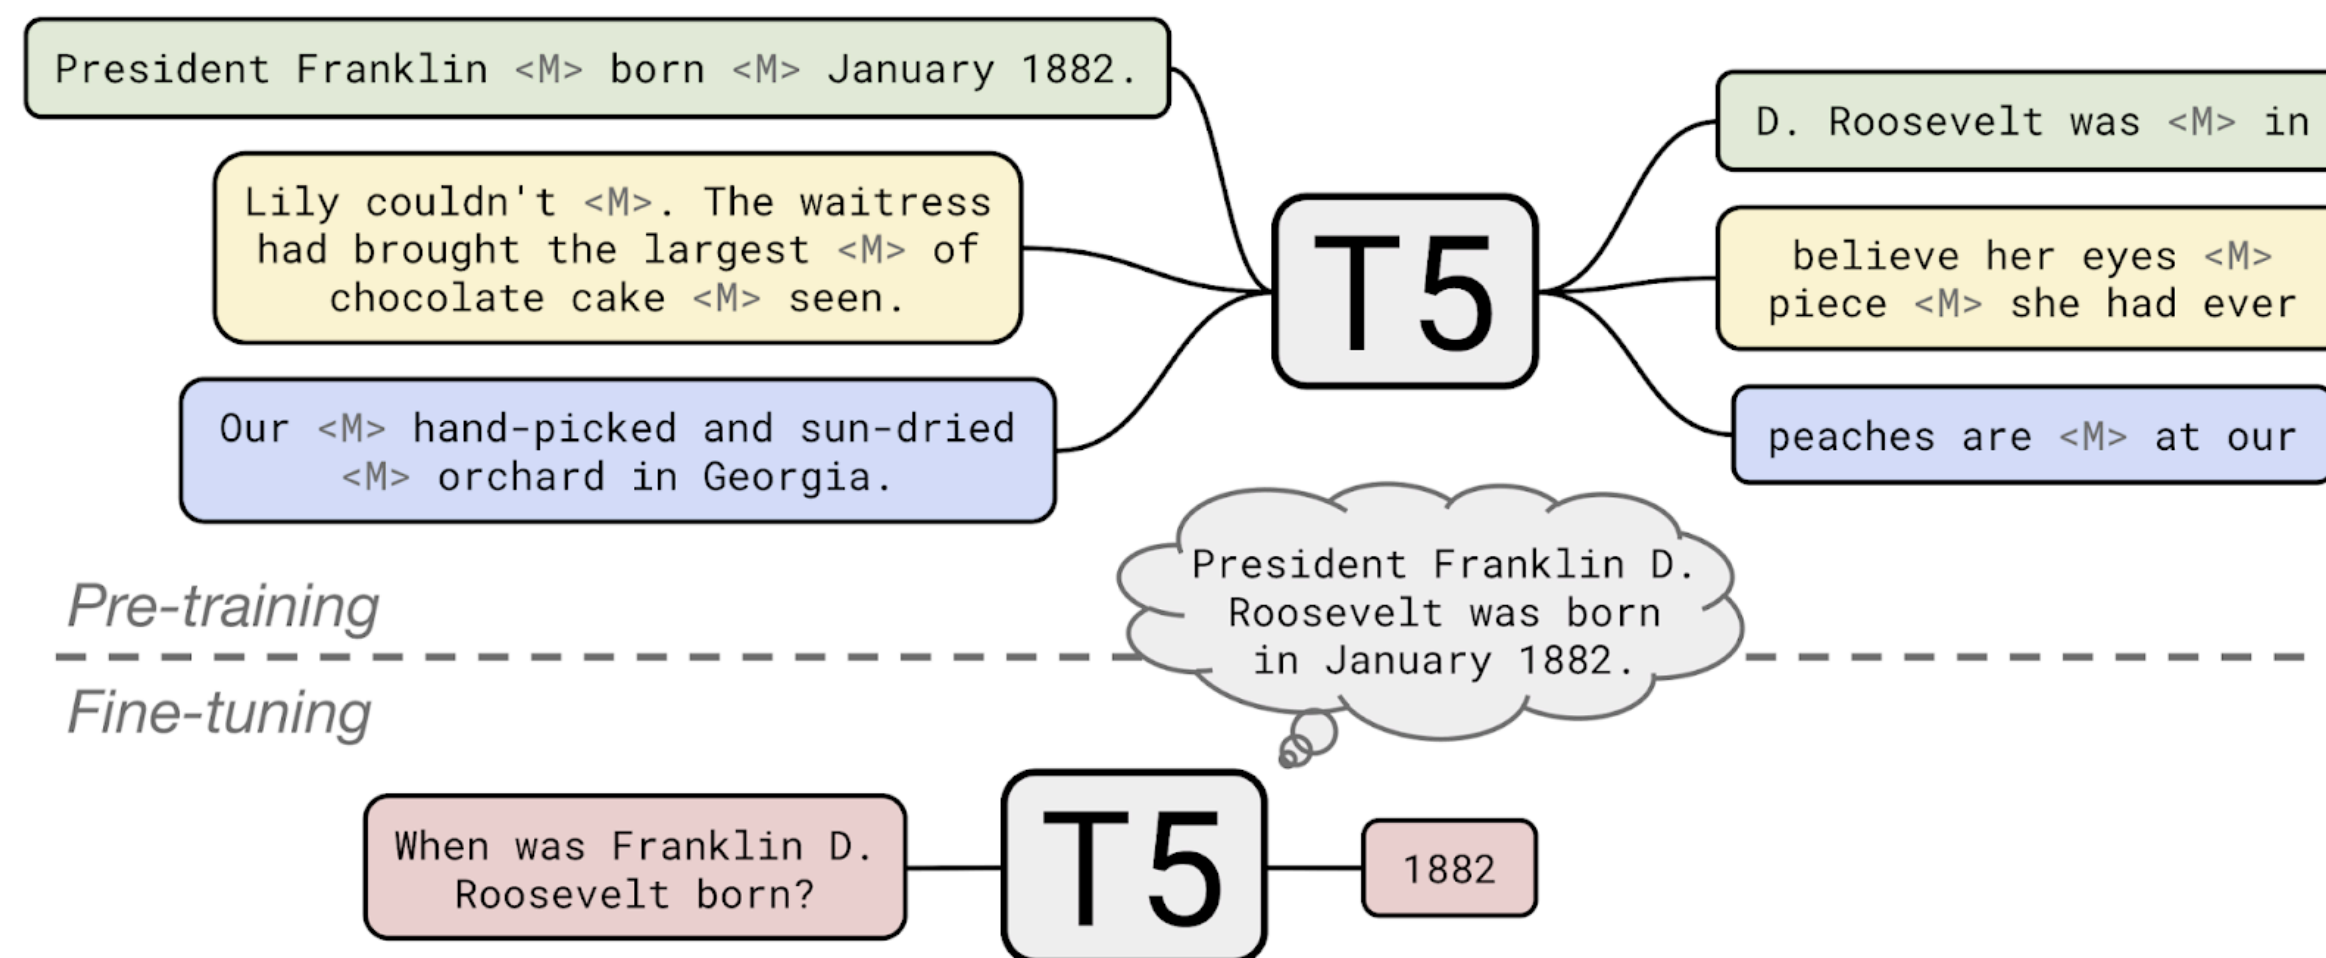 President Franklin <M> born <M> January 1882.
Lily couldn't <M>. The waitress
had brought the largest <M> of
chocolate cake <M> seen.
Our <M> hand-picked and sun-dried
<M> orchard in Georgia.
T5
D. Roosevelt was <M> in
believe her eyes <M>
piece <M> she had ever
peaches are <M> at our
Pre-training
President Franklin D.
Roosevelt was born
in January 1882.
Fine-tuning
When was Franklin D.
Roosevelt born?
T5
1882